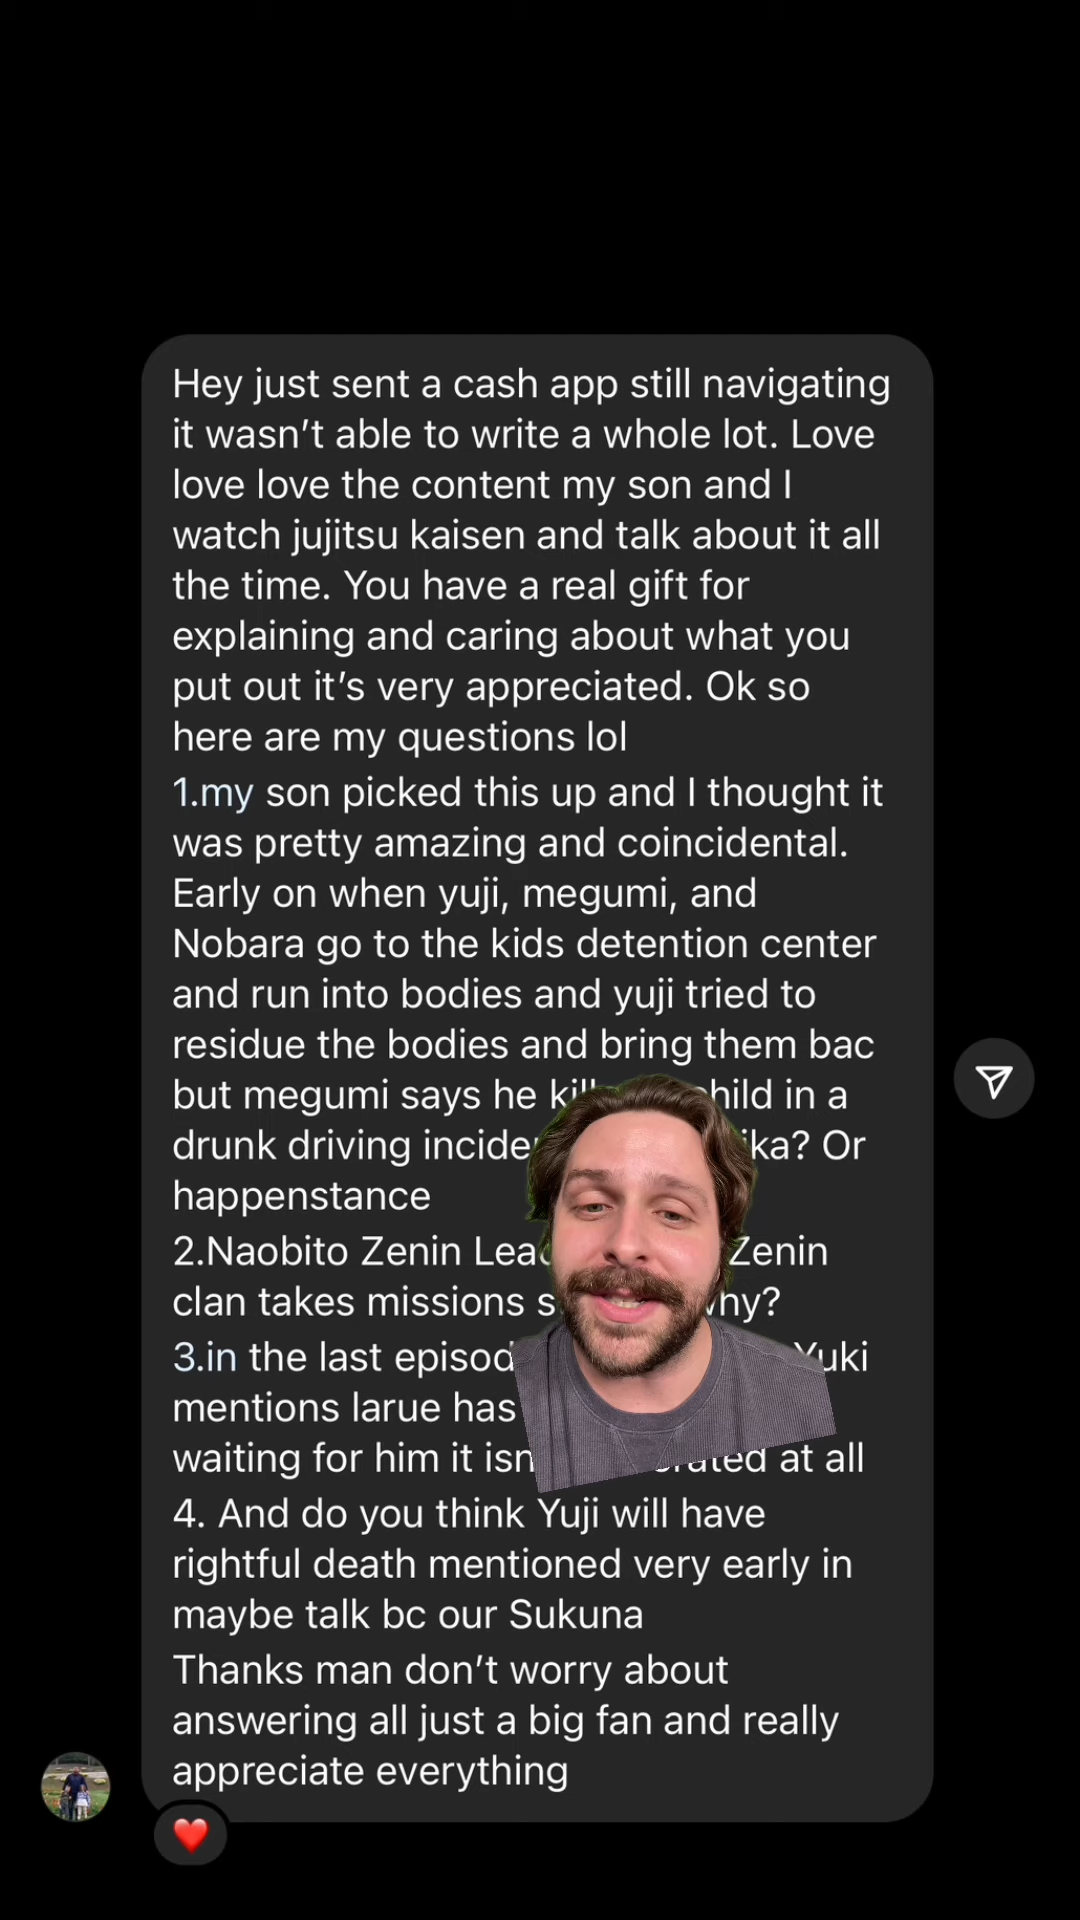 Hey just sent a cash app still navigating
it wasn't able to write a whole lot. Love
love love the content my son and I
watch jujitsu kaisen and talk about it all
the time. You have a real gift for
explaining and caring about what you
put out it's very appreciated. Ok so
here are my questions lol
1.my son picked this up and I thought it
was pretty amazing and coincidental.
Early on when yuji, megumi, and
Nobara go to the kids detention center
and run into bodies and yuji tried to
residue the bodies and bring them bac
but megumi says he child in a
drunk driving Or
happenstance
2.Naobito Zenin Zenin
clan takes missions why?
3.in the last Yuki
mentions larue has
waiting for him it at all
4. And do you think Yuji will have
rightful death mentioned very early in
maybe talk bc our Sukuna
Thanks man don't worry about
answering all just a big fan and really
appreciate everything